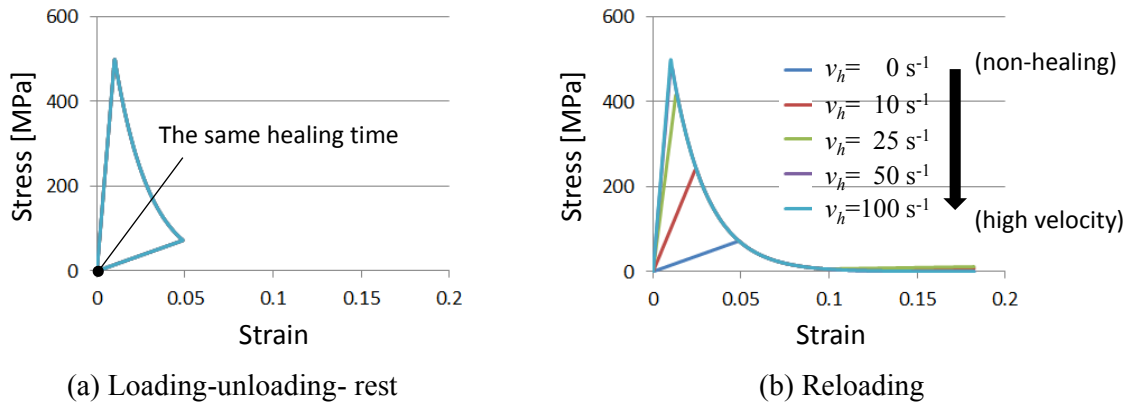 600
400
200
0
Stress [MPa]
The same healing time
0
0.05
0.1
0.15
0.2
Strain
(a) Loading-unloading- rest
600
400
200
0
Stress [MPa]
vh= 0 s-1
vh= 10 s-1
vh= 25 s-1
vh= 50 s-1
vh=100 s-1
(non-healing)
(high velocity)
0
0.05
0.1
0.15
0.2
Strain
(b) Reloading